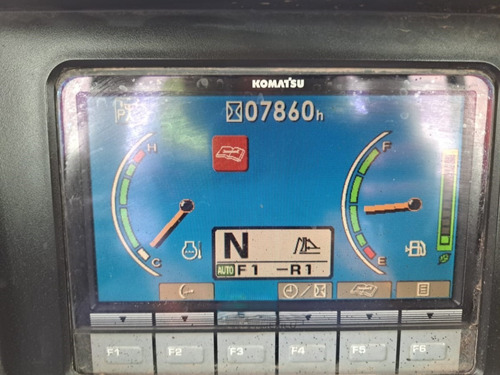 KOMATSU
P
07860h
H
F
N
C
AUTO F1 -R1
E
F1 F2 F3 F4 F5 F6